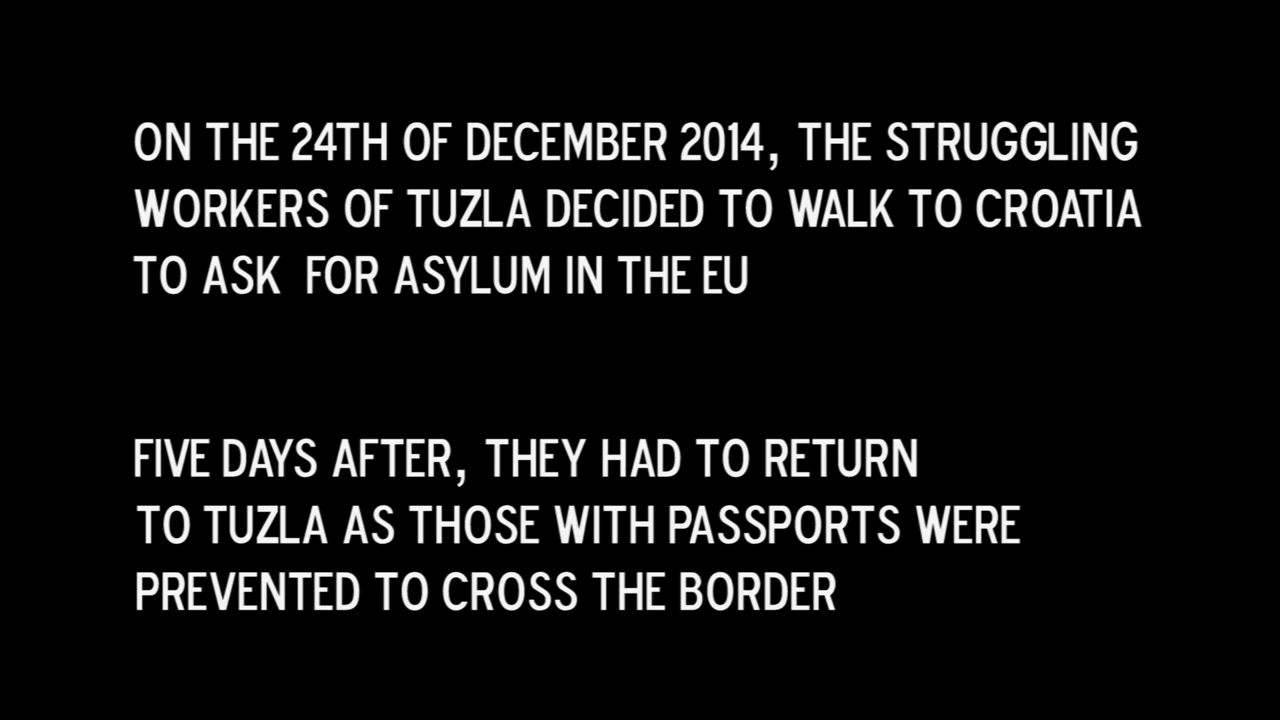 ON THE 24TH OF DECEMBER 2014, THE STRUGGLING
WORKERS OF TUZLA DECIDED TO WALK TO CROATIA
TO ASK FOR ASYLUM IN THE EU
FIVE DAYS AFTER, THEY HAD TO RETURN
TO TUZLA AS THOSE WITH PASSPORTS WERE
PREVENTED TO CROSS THE BORDER